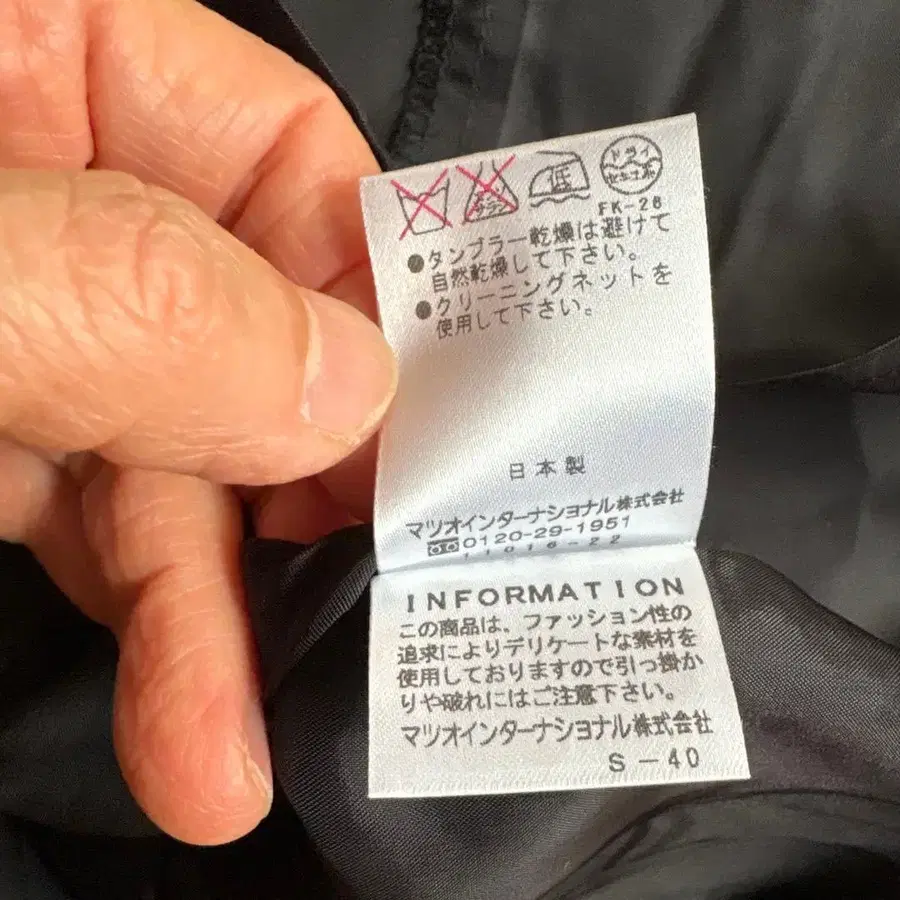 低
ドライ
セキユ系
FK-28
●タンブラー乾燥は避けて
自然乾燥して下さい。
●クリーニングネットを
使用して下さい。
日本製
マツオインターナショナル株式会社
0120-29-1951
INFORMATION
この商品は、ファッション性の
追求によりデリケートな素材を
使用しておりますので引っ掛か
りや破れにはご注意下さい。
マツオインターナショナル株式会社
S-40